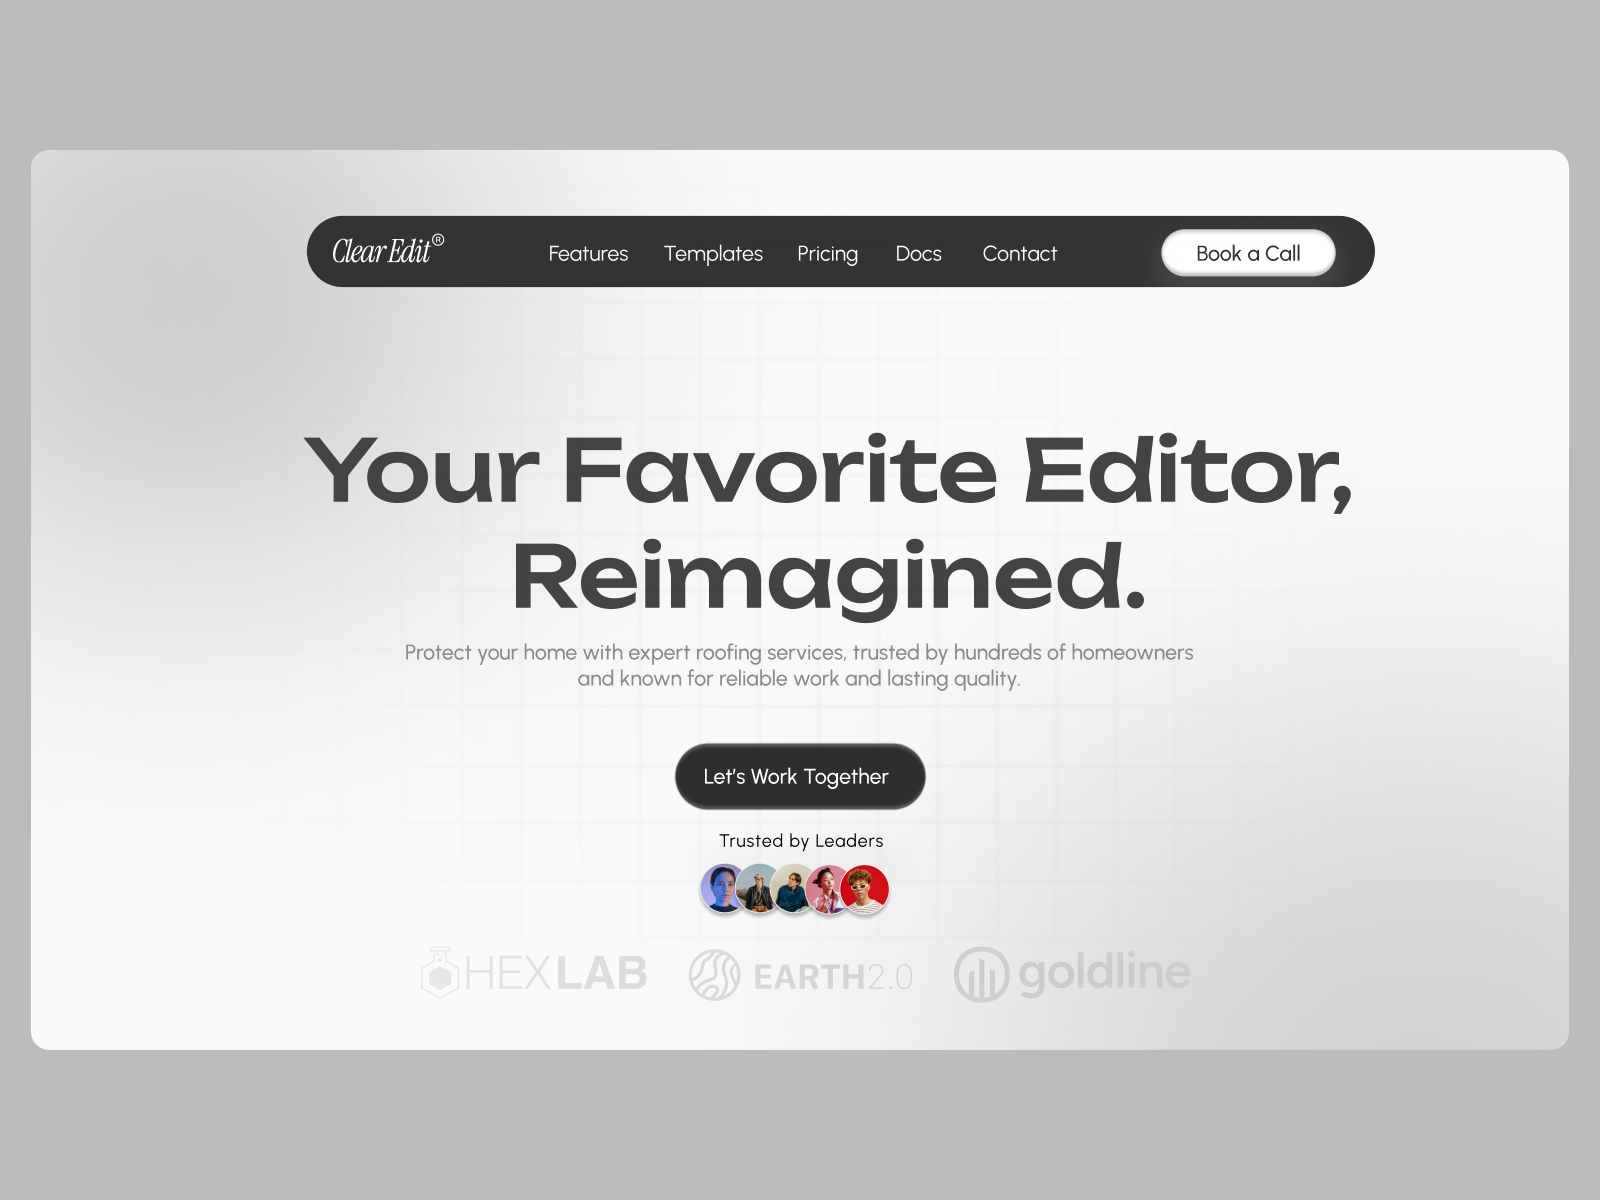 Clear Edit®
Features Templates Pricing Docs Contact
Book a Call
Your Favorite Editor,
Reimagined.
Protect your home with expert roofing services, trusted by hundreds of homeowners
and known for reliable work and lasting quality.
Let's Work Together
Trusted by Leaders
HEXLAB EARTH2.0 goldline